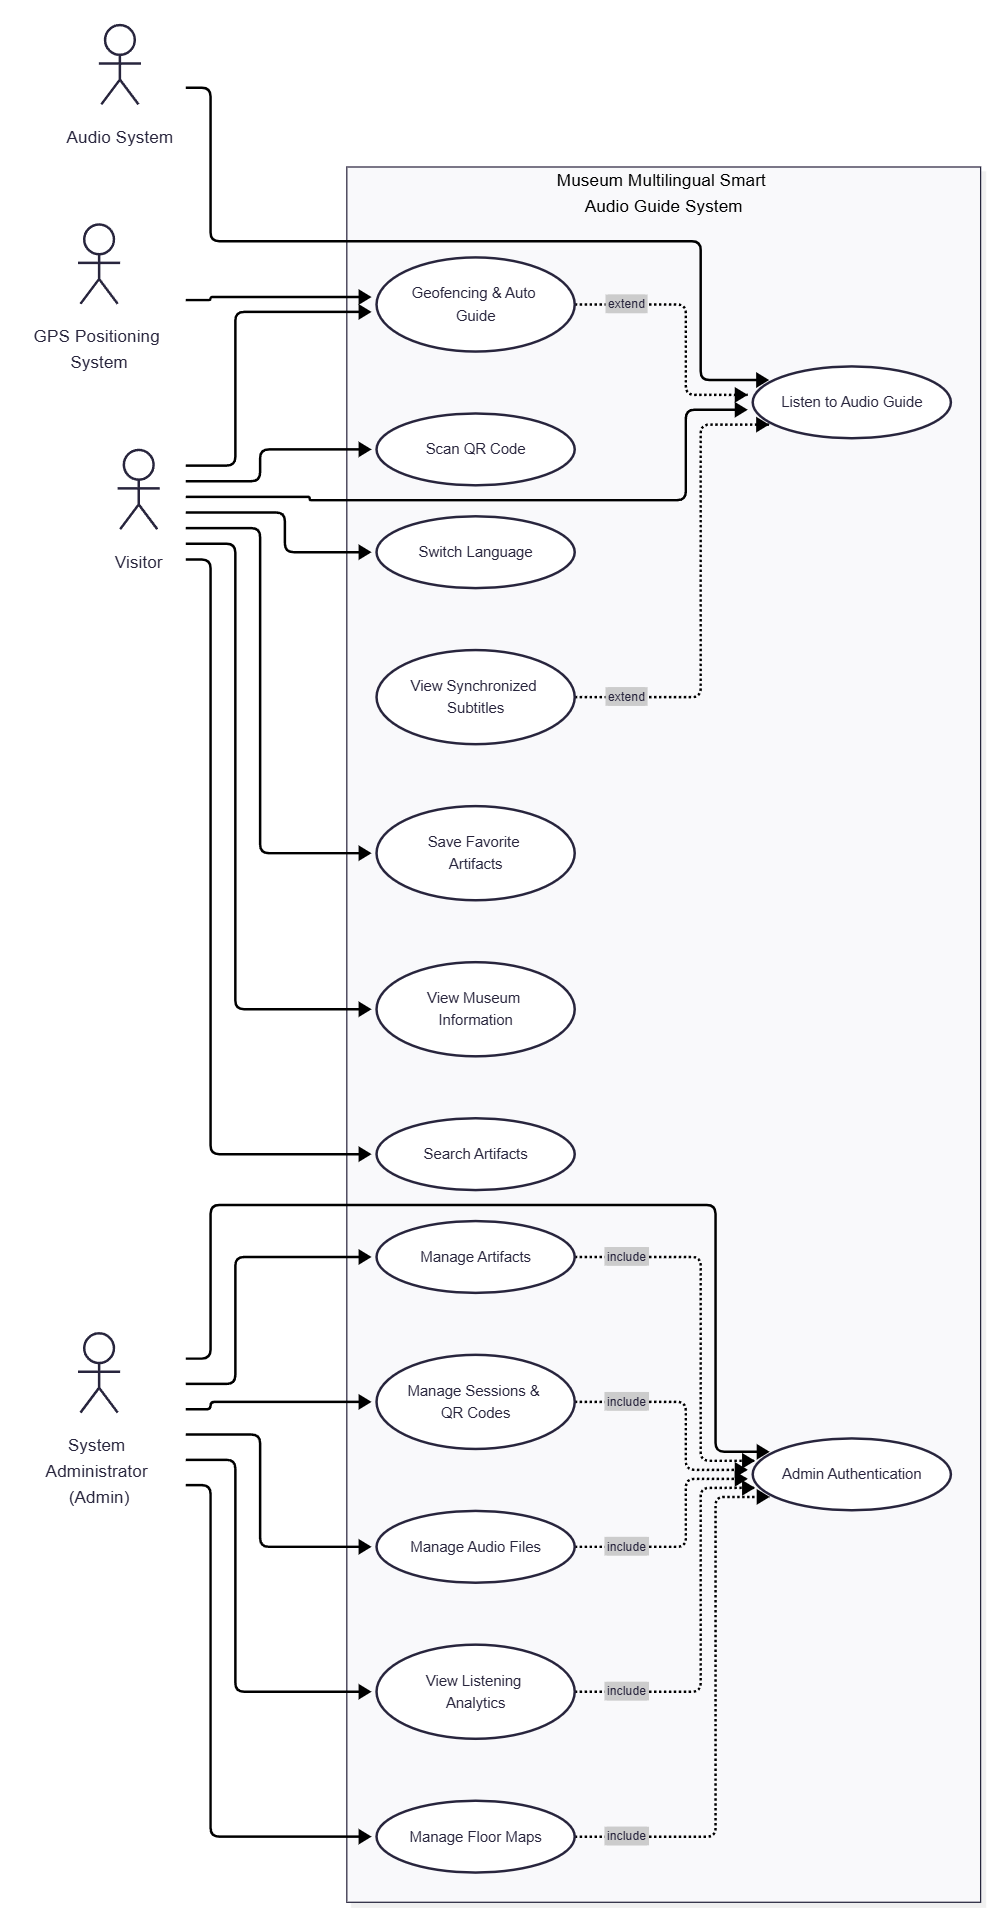 Audio System
Museum Multilingual Smart
Audio Guide System
GPS Positioning
System
Geofencing & Auto
Guide
extend
Listen to Audio Guide
Scan QR Code
Visitor
Switch Language
View Synchronized
Subtitles
extend
Save Favorite
Artifacts
View Museum
Information
Search Artifacts
Manage Artifacts
include
System
Administrator
(Admin)
Manage Sessions &
QR Codes
include
Admin Authentication
Manage Audio Files
include
View Listening
Analytics
include
Manage Floor Maps
include